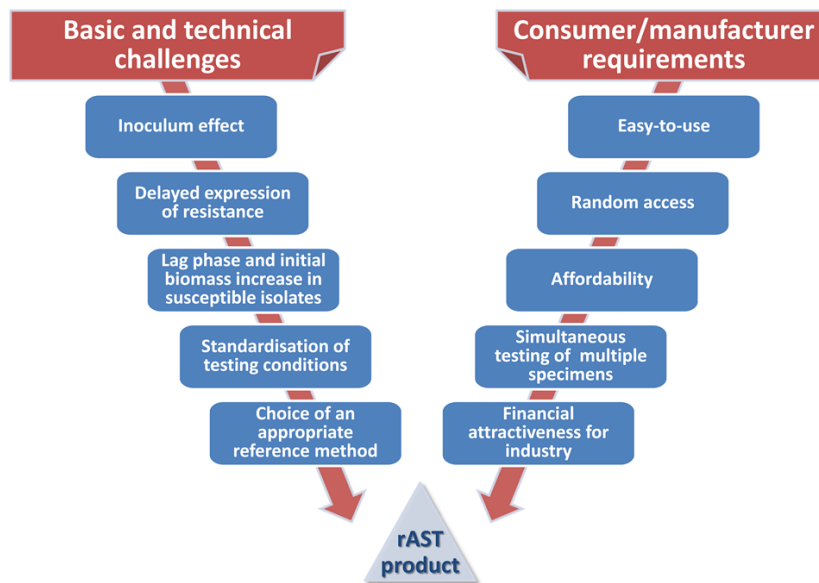 Basic and technical
challenges
Inoculum effect
Delayed expression
of resistance
Lag phase and initial
biomass increase in
susceptible isolates
Standardisation of
testing conditions
Choice of an
appropriate
reference method
Consumer/manufacturer
requirements
Easy-to-use
Random access
Affordability
Simultaneous
testing of multiple
specimens
Financial
attractiveness for
industry
rAST
product